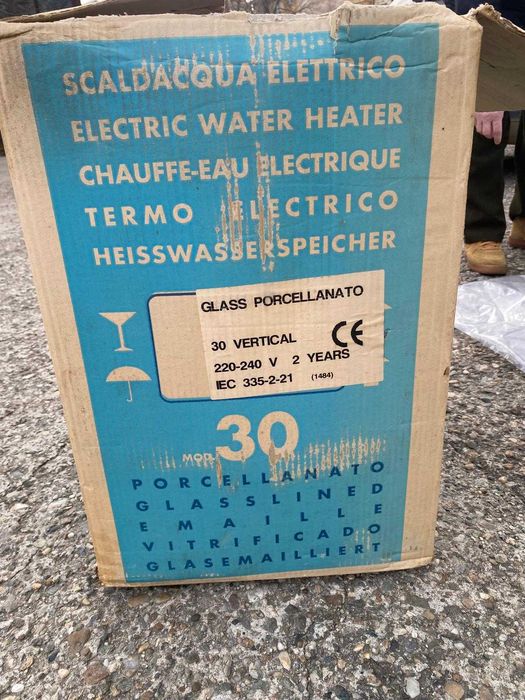 SCALDACQUA ELETTRICO
ELECTRIC WATER HEATER
CHAUFFE-EAU ELECTRIQUE
TERMO ELECTRICO
HEISSWASSERSPEICHER
GLASS PORCELLANATO
30 VERTICAL CE
220-240 V 2 YEARS
IEC 335-2-21 (1484)
MOD. 30
PORCELLANATO
GLASSLINED
EMAILLE
VITRIFICADO
GLASEMAILLIERT